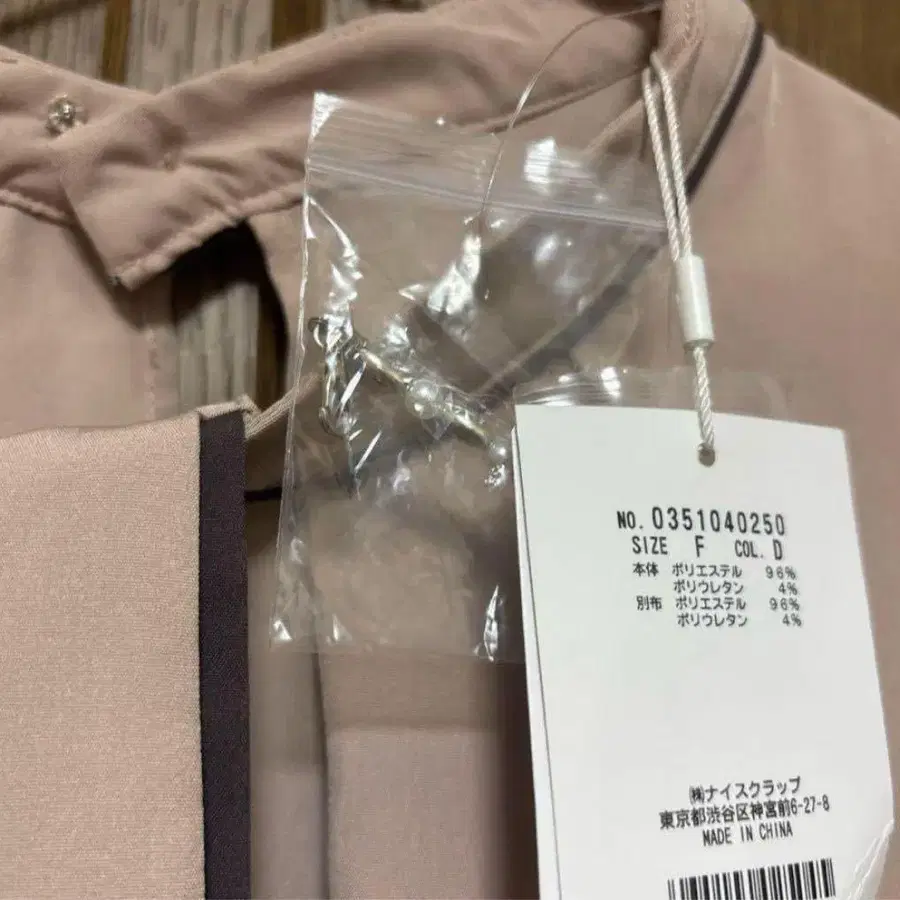 NO. 0351040250
SIZE F COL. D
本体 ポリエステル 96%
ポリウレタン 4%
別布 ポリエステル 96%
ポリウレタン 4%
㈱ナイスクラップ
東京都渋谷区神宮前6-27-8
MADE IN CHINA